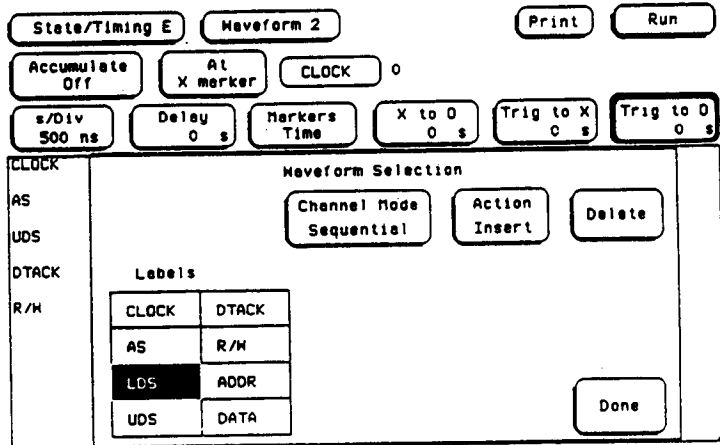 State/Timing E Waveform 2 Print Run
Accumulate Off At X marker CLOCK 0
s/Div 500 ns Delay 0 s Markers Time X to O 0 s Trig to X 0 s Trig to O 0 s
CLOCK
AS
UDS
DTACK
R/W
Waveform Selection
Channel Mode Sequential Action Insert Delete
Labels
CLOCK DTACK
AS R/W
LDS ADDR
UDS DATA
Done